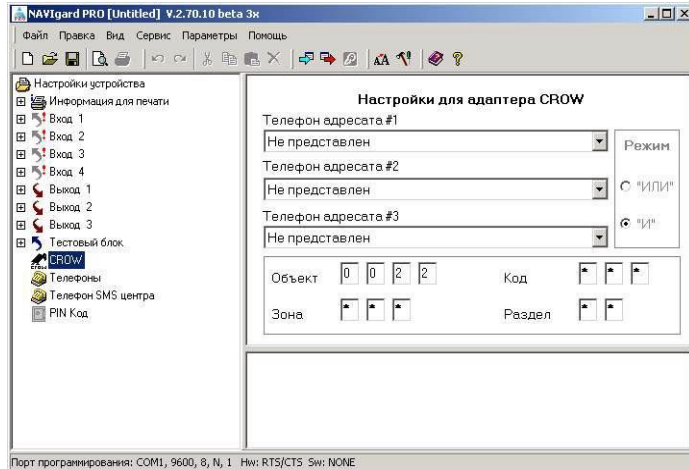 NAVIgard PRO [Untitled] V.2.70.10 beta 3x
Файл Правка Вид Сервис Параметры Помощь
Настройки устройства
Информация для печати
Вход 1
Вход 2
Вход 3
Вход 4
Выход 1
Выход 2
Выход 3
Тестовый блок
CROW
Телефоны
Телефон SMS центра
PIN Код
Настройки для адаптера CROW
Телефон адресата #1
Не представлен
Телефон адресата #2
Не представлен
Телефон адресата #3
Не представлен
Режим
"ИЛИ"
"И"
Объект 0 0 2 2 Код * * *
Зона * * * Раздел * *
Порт программирования: COM1, 9600, 8, N, 1 Hw: RTS/CTS Sw: NONE